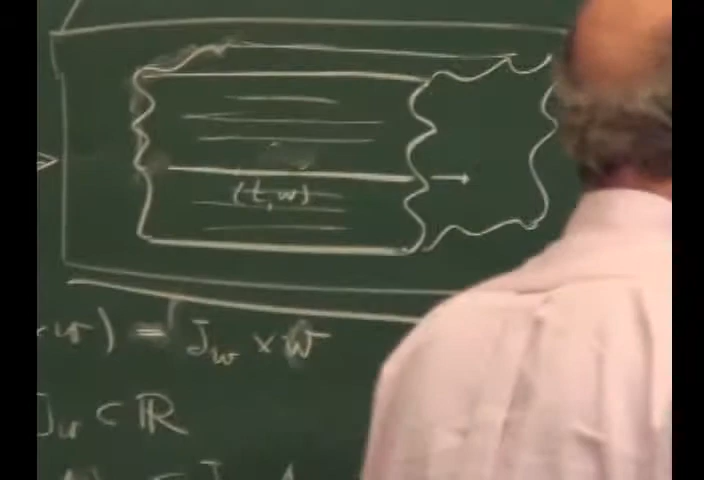 (t, w)
w) = J_w × w
J_w ⊂ ℝ